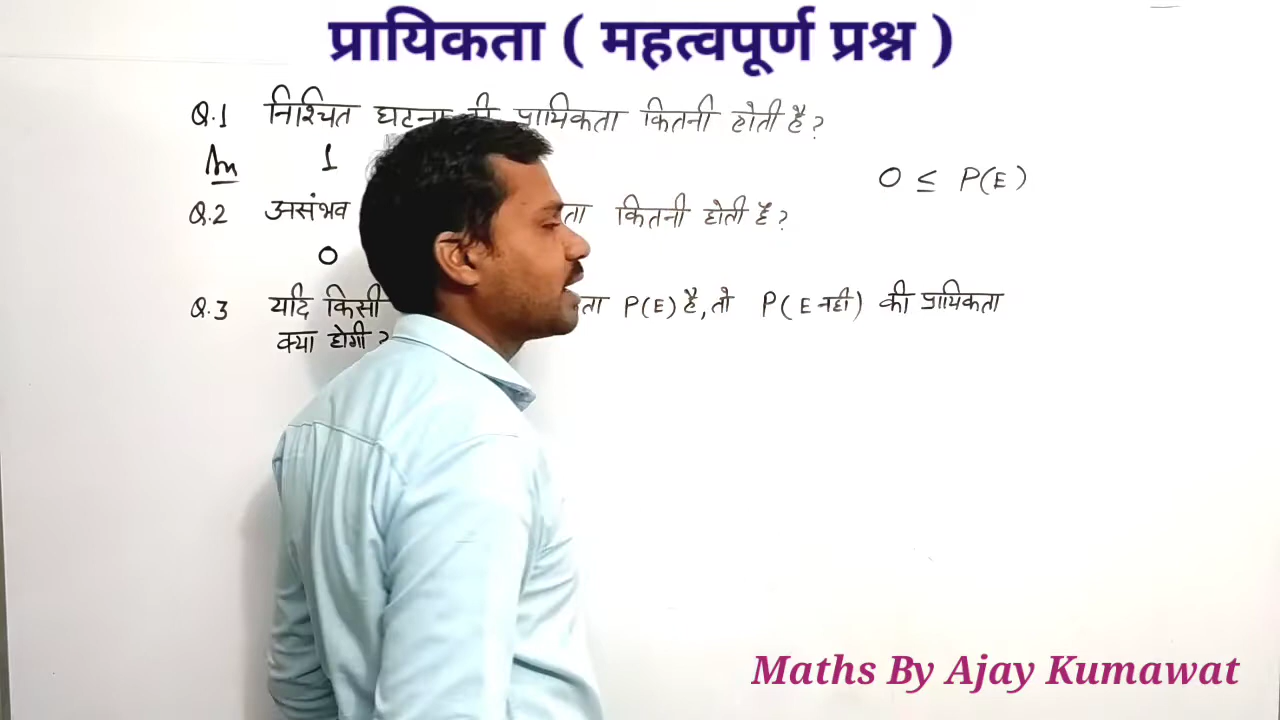 प्रायिकता ( महत्वपूर्ण प्रश्न )
Q.1 निश्चित घटना की प्रायिकता कितनी होती है ?
Ans 1
0 ≤ P(E)
Q.2 असंभव ता कितनी होती है ?
0
Q.3 यदि किसी ता P(E) है, तो P(E नहीं) की प्रायिकता
क्या होगी ?
Maths By Ajay Kumawat